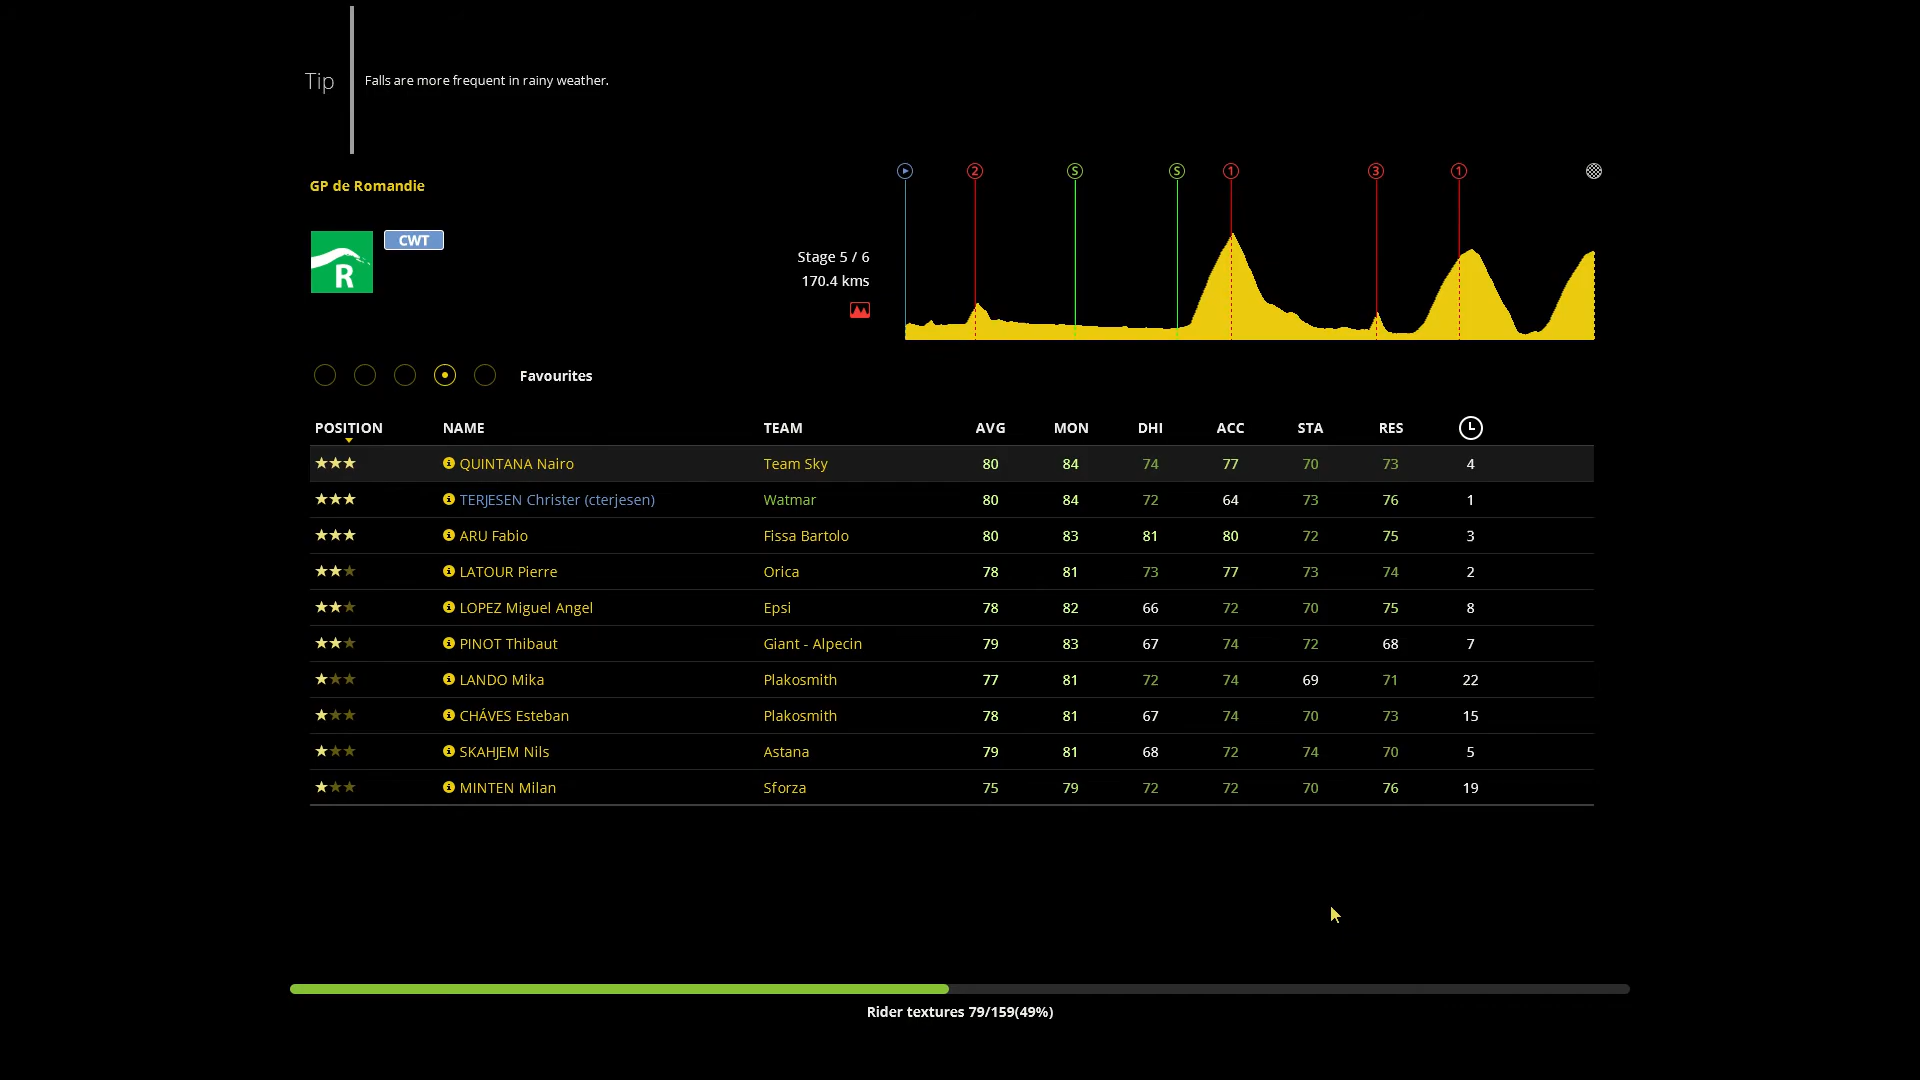 Tip
Falls are more frequent in rainy weather.
GP de Romandie
CWT
R
Stage 5 / 6
170.4 kms
2 S S 1 3 1
Favourites
POSITION NAME TEAM AVG MON DHI ACC STA RES
QUINTANA Nairo Team Sky 80 84 74 77 70 73 4
TERJESEN Christer (cterjesen) Watmar 80 84 72 64 73 76 1
ARU Fabio Fissa Bartolo 80 83 81 80 72 75 3
LATOUR Pierre Orica 78 81 73 77 73 74 2
LOPEZ Miguel Angel Epsi 78 82 66 72 70 75 8
PINOT Thibaut Giant - Alpecin 79 83 67 74 72 68 7
LANDO Mika Plakosmith 77 81 72 74 69 71 22
CHÁVES Esteban Plakosmith 78 81 67 74 70 73 15
SKAHJEM Nils Astana 79 81 68 72 74 70 5
MINTEN Milan Sforza 75 79 72 72 70 76 19
Rider textures 79/159(49%)